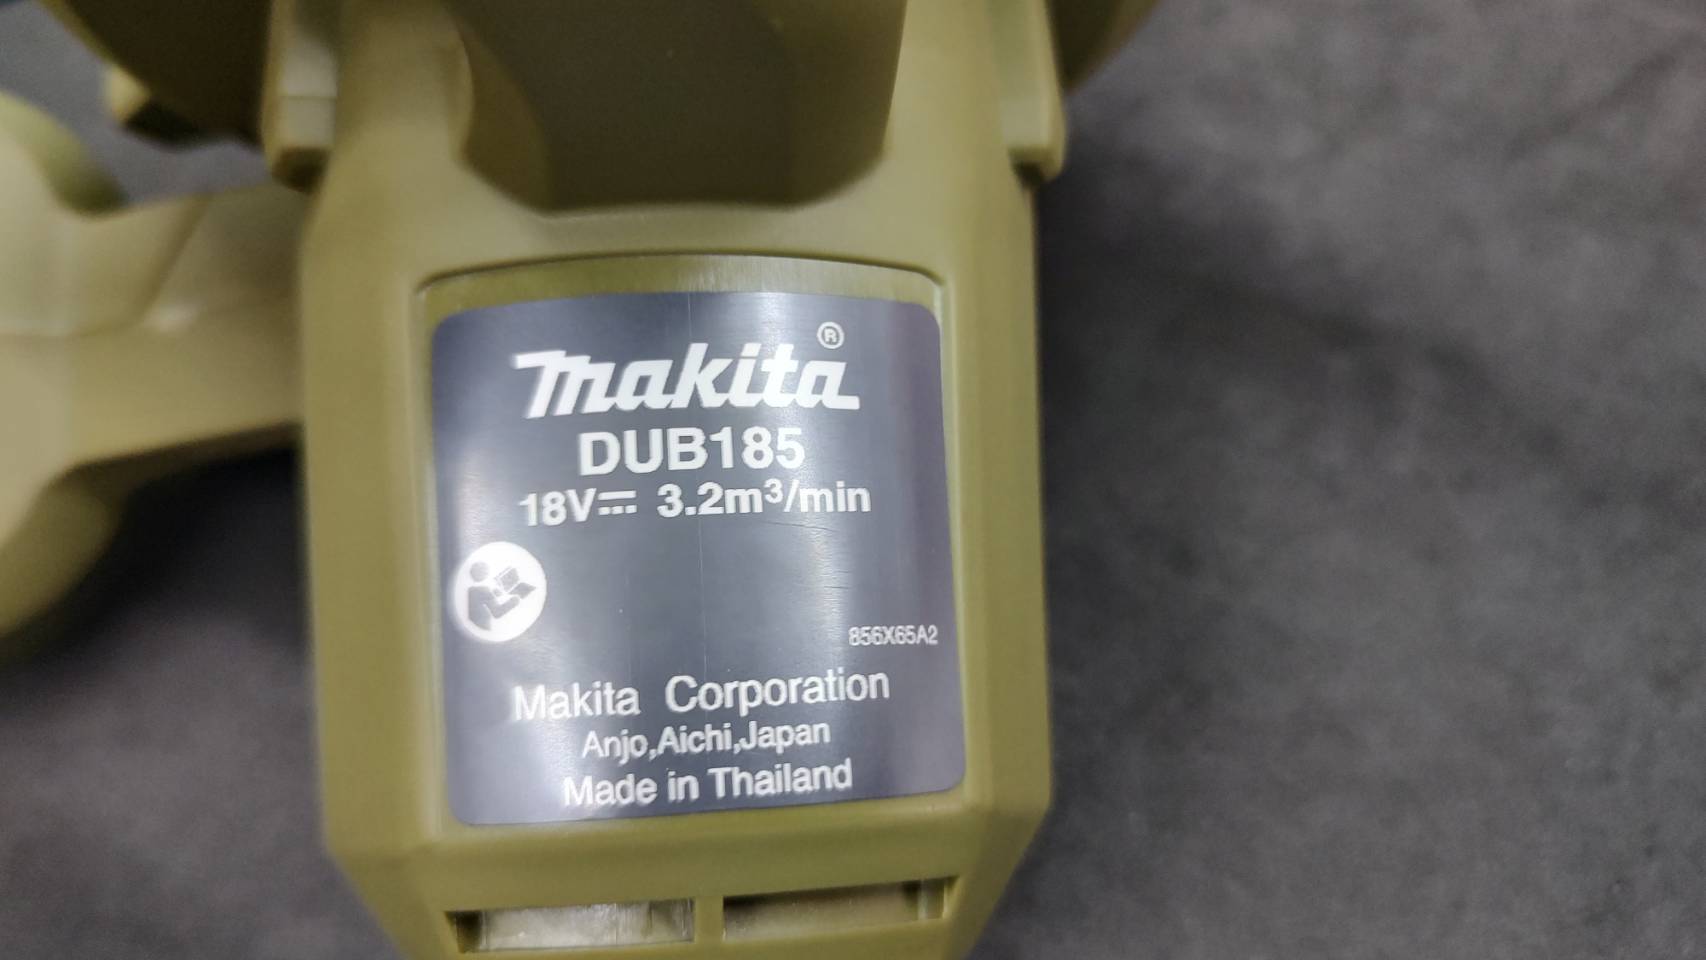 makita®
DUB185
18V⎓ 3.2m³/min
856X65A2
Makita Corporation
Anjo,Aichi,Japan
Made in Thailand